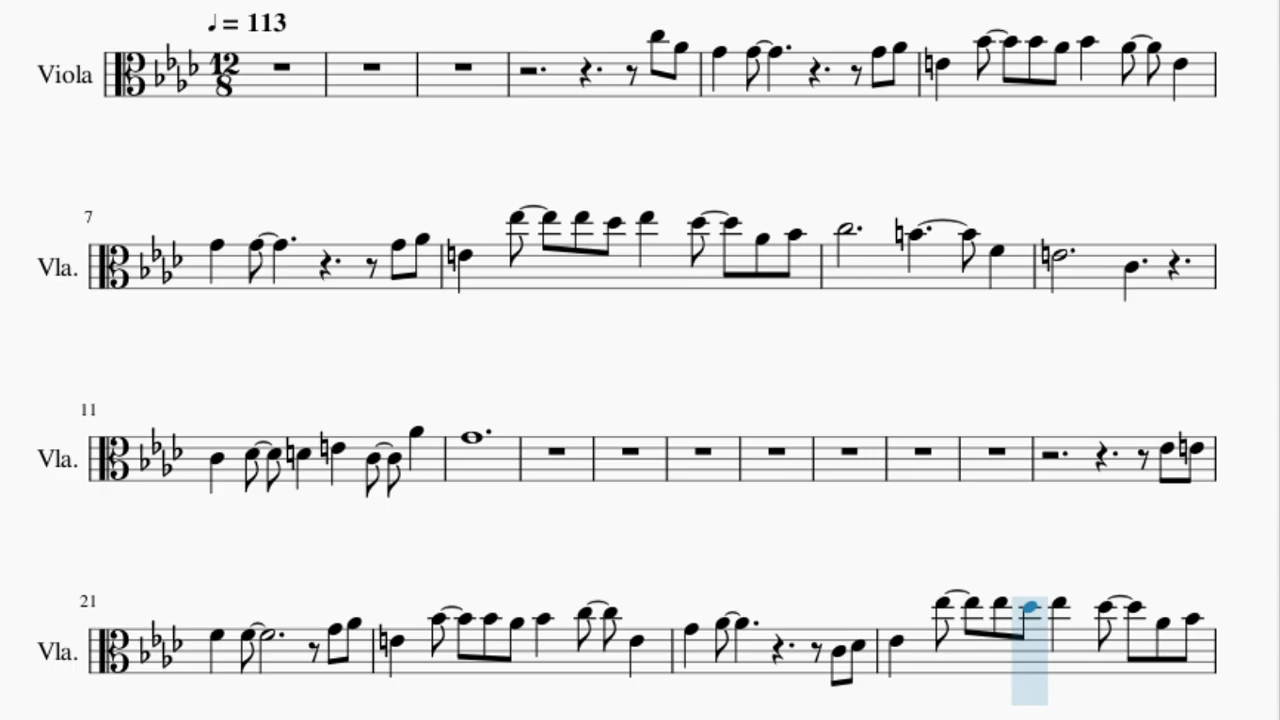 ♩ = 113
Viola 12 8
7
Vla.
11
Vla.
21
Vla.